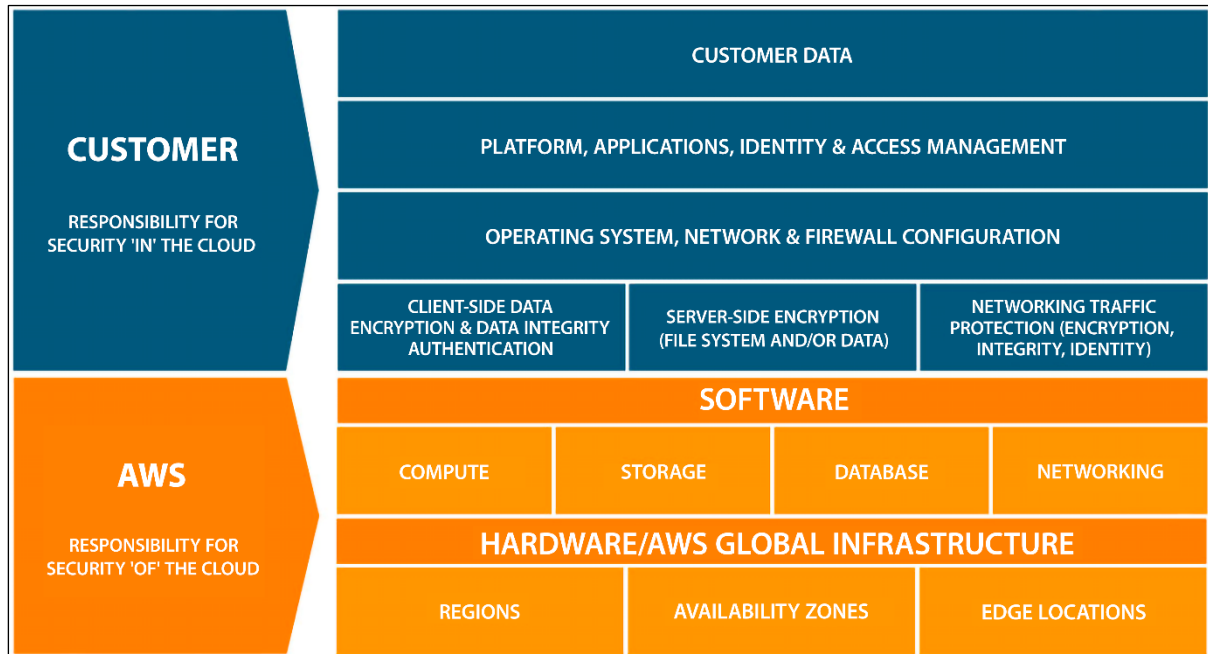 CUSTOMER
RESPONSIBILITY FOR
SECURITY 'IN' THE CLOUD
CUSTOMER DATA
PLATFORM, APPLICATIONS, IDENTITY & ACCESS MANAGEMENT
OPERATING SYSTEM, NETWORK & FIREWALL CONFIGURATION
CLIENT-SIDE DATA
ENCRYPTION & DATA INTEGRITY
AUTHENTICATION
SERVER-SIDE ENCRYPTION
(FILE SYSTEM AND/OR DATA)
NETWORKING TRAFFIC
PROTECTION (ENCRYPTION,
INTEGRITY, IDENTITY)
AWS
RESPONSIBILITY FOR
SECURITY 'OF' THE CLOUD
SOFTWARE
COMPUTE
STORAGE
DATABASE
NETWORKING
HARDWARE/AWS GLOBAL INFRASTRUCTURE
REGIONS
AVAILABILITY ZONES
EDGE LOCATIONS